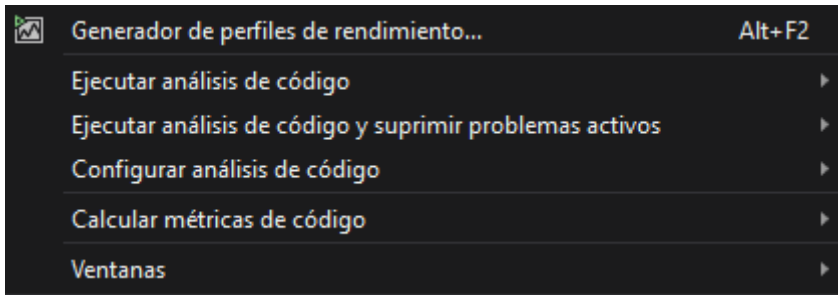 Generador de perfiles de rendimiento... Alt+F2
Ejecutar análisis de código
Ejecutar análisis de código y suprimir problemas activos
Configurar análisis de código
Calcular métricas de código
Ventanas